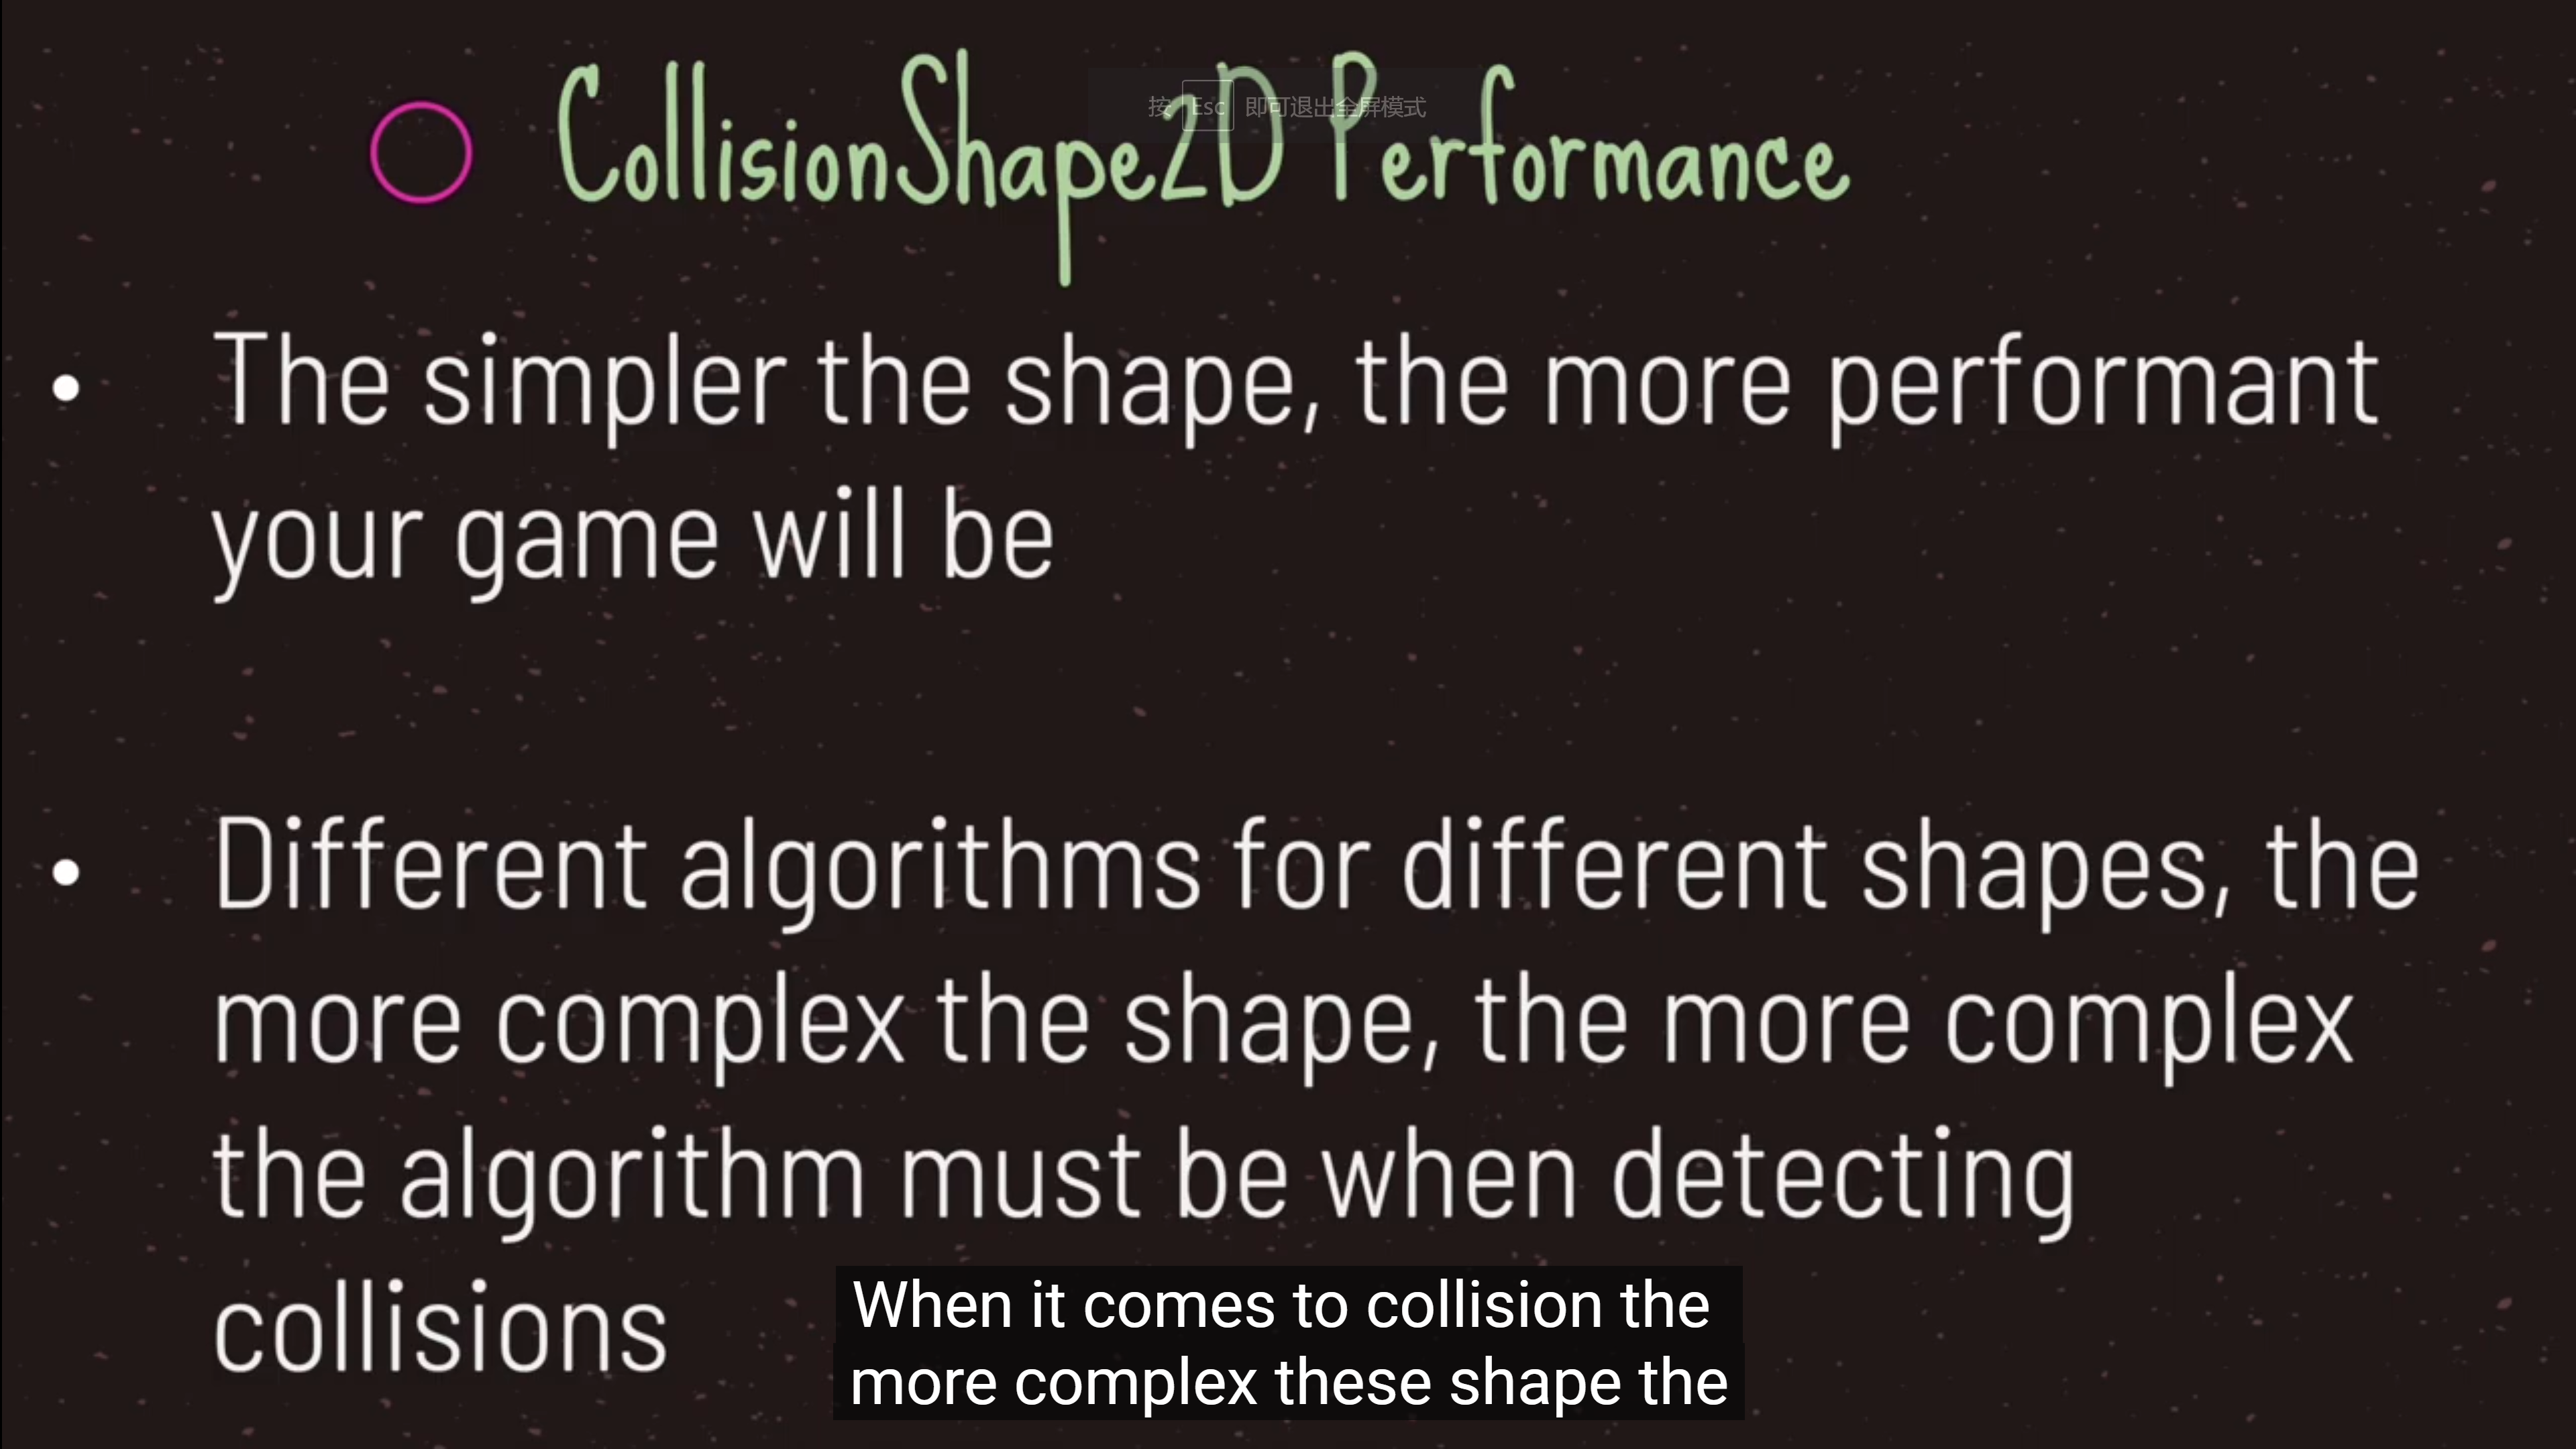 CollisionShape2D Performance
按 Esc 即可退出全屏模式
• The simpler the shape, the more performant
your game will be
• Different algorithms for different shapes, the
more complex the shape, the more complex
the algorithm must be when detecting
collisions
When it comes to collision the
more complex these shape the